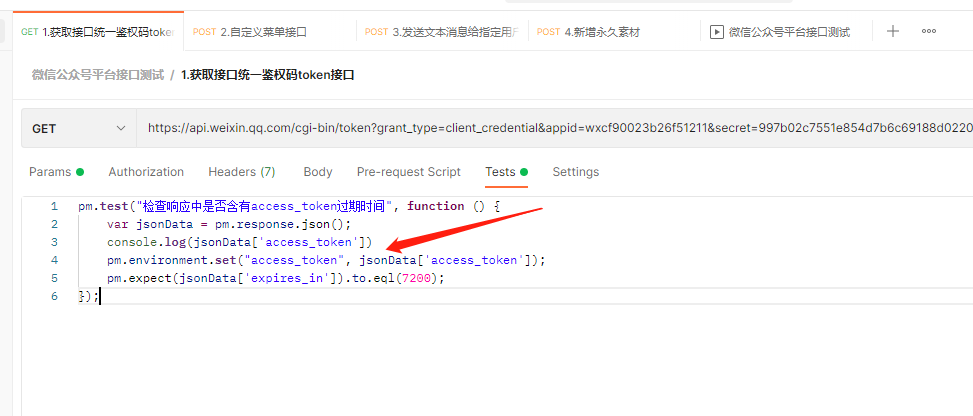 GET 1.获取接口统一鉴权码token
POST 2.自定义菜单接口
POST 3.发送文本消息给指定用户
POST 4.新增永久素材
微信公众号平台接口测试
微信公众号平台接口测试 / 1.获取接口统一鉴权码token接口
GET
https://api.weixin.qq.com/cgi-bin/token?grant_type=client_credential&appid=wxcf90023b26f51211&secret=997b02c7551e854d7b6c69188d0220
Params
Authorization
Headers (7)
Body
Pre-request Script
Tests
Settings
1 pm.test("检查响应中是否含有access_token过期时间", function () {
2 var jsonData = pm.response.json();
3 console.log(jsonData['access_token'])
4 pm.environment.set("access_token", jsonData['access_token']);
5 pm.expect(jsonData['expires_in']).to.eql(7200);
6 });